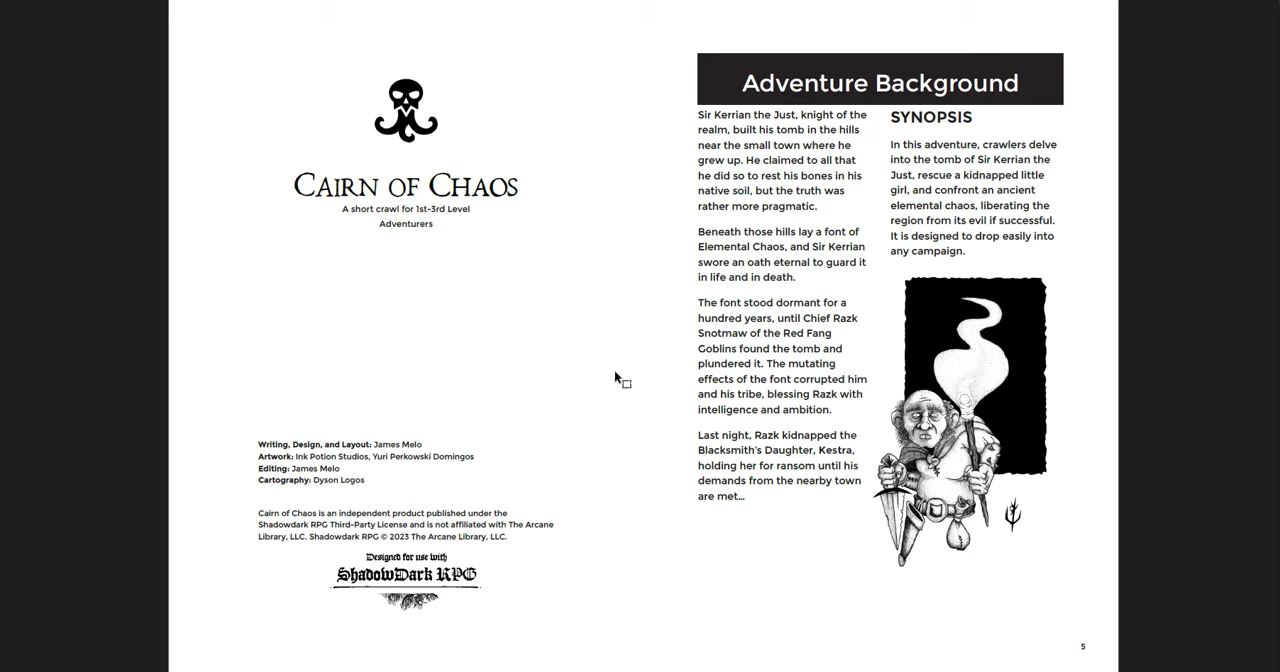 CAIRN OF CHAOS
A short crawl for 1st-3rd Level
Adventurers
Writing, Design, and Layout: James Melo
Artwork: Ink Potion Studios, Yuri Perkowski Domingos
Editing: James Melo
Cartography: Dyson Logos
Cairn of Chaos is an independent product published under the
Shadowdark RPG Third-Party License and is not affiliated with The Arcane
Library, LLC. Shadowdark RPG © 2023 The Arcane Library, LLC.
Designed for use with
ShadowDark RPG
Adventure Background
Sir Kerrian the Just, knight of the
realm, built his tomb in the hills
near the small town where he
grew up. He claimed to all that
he did so to rest his bones in his
native soil, but the truth was
rather more pragmatic.
Beneath those hills lay a font of
Elemental Chaos, and Sir Kerrian
swore an oath eternal to guard it
in life and in death.
The font stood dormant for a
hundred years, until Chief Razk
Snotmaw of the Red Fang
Goblins found the tomb and
plundered it. The mutating
effects of the font corrupted him
and his tribe, blessing Razk with
intelligence and ambition.
Last night, Razk kidnapped the
Blacksmith's Daughter, Kestra,
holding her for ransom until his
demands from the nearby town
are met...
SYNOPSIS
In this adventure, crawlers delve
into the tomb of Sir Kerrian the
Just, rescue a kidnapped little
girl, and confront an ancient
elemental chaos, liberating the
region from its evil if successful.
It is designed to drop easily into
any campaign.
5